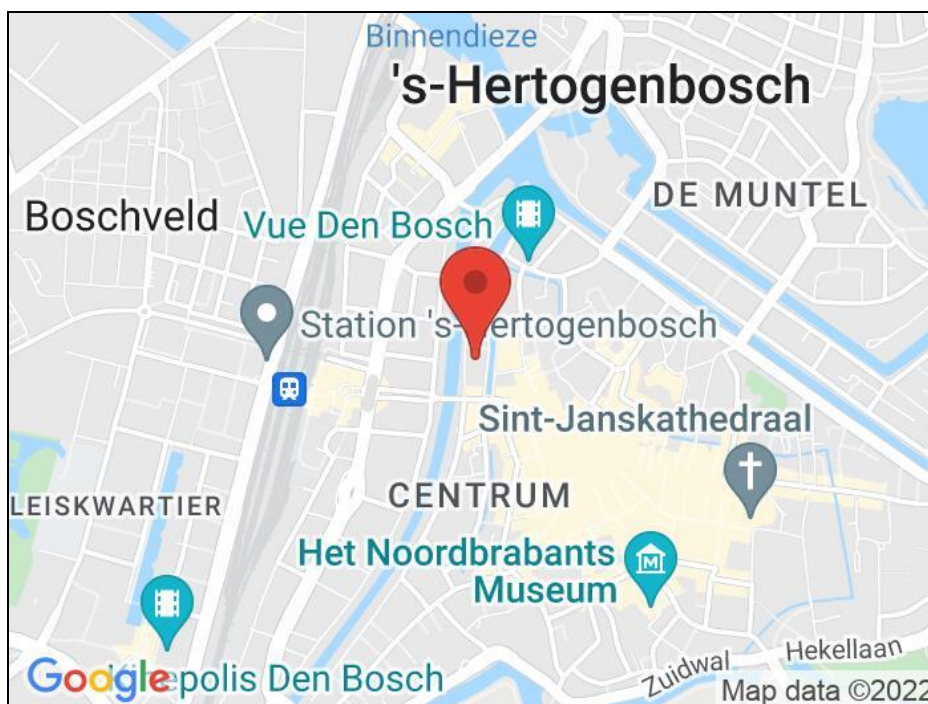 Binnendieze
's-Hertogenbosch
DE MUNTEL
Boschveld
Vue Den Bosch
Station 's-Hertogenbosch
Sint-Janskathedraal
CENTRUM
LEISKWARTIER
Het Noordbrabants
Museum
M
Hekellaan
Zuidwal
Google
epolis Den Bosch
Map data ©2022